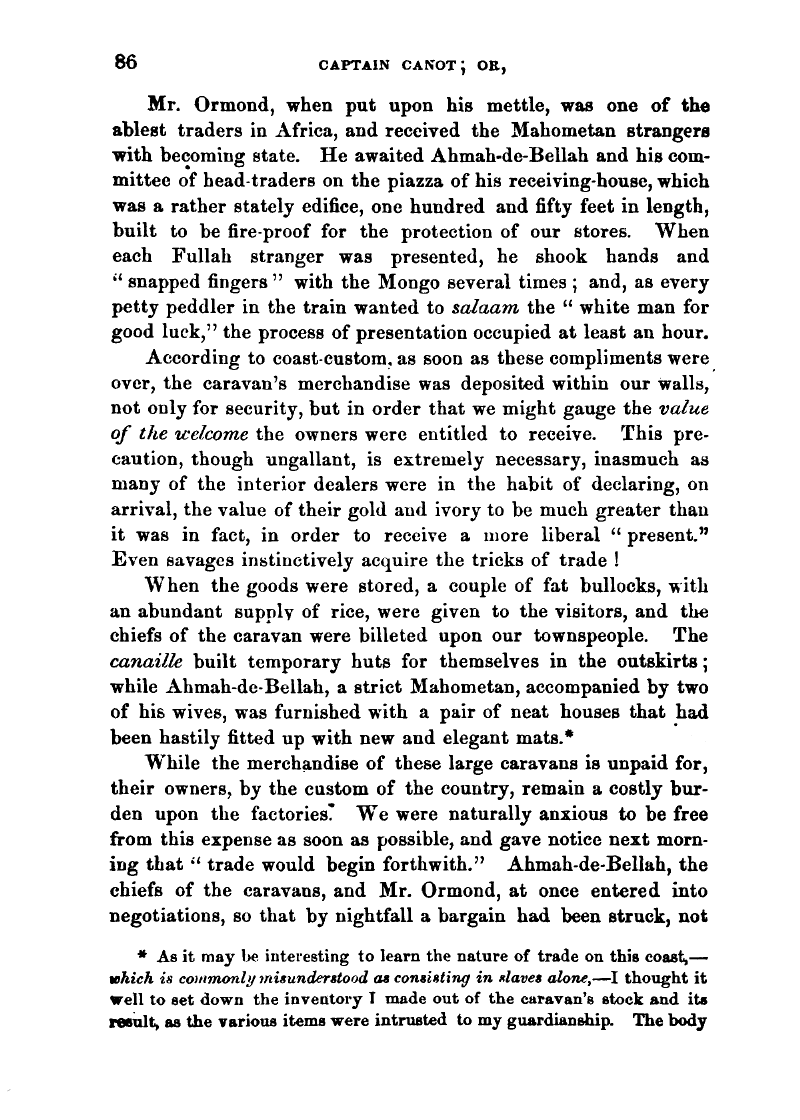 86 CAPTAIN CANOT; OR,
Mr. Ormond, when put upon his mettle, was one of the
ablest traders in Africa, and received the Mahometan strangers
with becoming state. He awaited Ahmah-de-Bellah and his com-
mittee of head-traders on the piazza of his receiving-house, which
was a rather stately edifice, one hundred and fifty feet in length,
built to be fire-proof for the protection of our stores. When
each Fullah stranger was presented, he shook hands and
“snapped fingers” with the Mongo several times; and, as every
petty peddler in the train wanted to salaam the “white man for
good luck,” the process of presentation occupied at least an hour.
According to coast-custom, as soon as these compliments were
over, the caravan’s merchandise was deposited within our walls,
not only for security, but in order that we might gauge the value
of the welcome the owners were entitled to receive. This pre-
caution, though ungallant, is extremely necessary, inasmuch as
many of the interior dealers were in the habit of declaring, on
arrival, the value of their gold and ivory to be much greater than
it was in fact, in order to receive a more liberal “present.”
Even savages instinctively acquire the tricks of trade!
When the goods were stored, a couple of fat bullocks, with
an abundant supply of rice, were given to the visitors, and the
chiefs of the caravan were billeted upon our townspeople. The
canaille built temporary huts for themselves in the outskirts;
while Ahmah-de-Bellah, a strict Mahometan, accompanied by two
of his wives, was furnished with a pair of neat houses that had
been hastily fitted up with new and elegant mats.*
While the merchandise of these large caravans is unpaid for,
their owners, by the custom of the country, remain a costly bur-
den upon the factories. We were naturally anxious to be free
from this expense as soon as possible, and gave notice next morn-
ing that “trade would begin forthwith.” Ahmah-de-Bellah, the
chiefs of the caravans, and Mr. Ormond, at once entered into
negotiations, so that by nightfall a bargain had been struck, not
* As it may be interesting to learn the nature of trade on this coast,—
which is commonly misunderstood as consisting in slaves alone,—I thought it
well to set down the inventory I made out of the caravan’s stock and its
result, as the various items were intrusted to my guardianship. The body